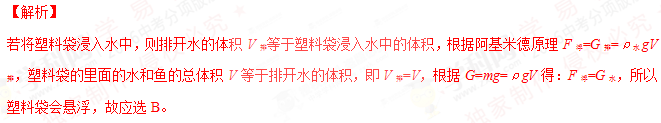 【解析】
若将塑料袋浸入水中，则排开水的体积 V排等于塑料袋浸入水中的体积，根据阿基米德原理 F浮=G排=ρ水gV
排，塑料袋的里面的水和鱼的总体积 V 等于排开水的体积，即 V排=V，根据 G=mg=ρgV 得：F浮=G水，所以
塑料袋会悬浮，故应选 B。